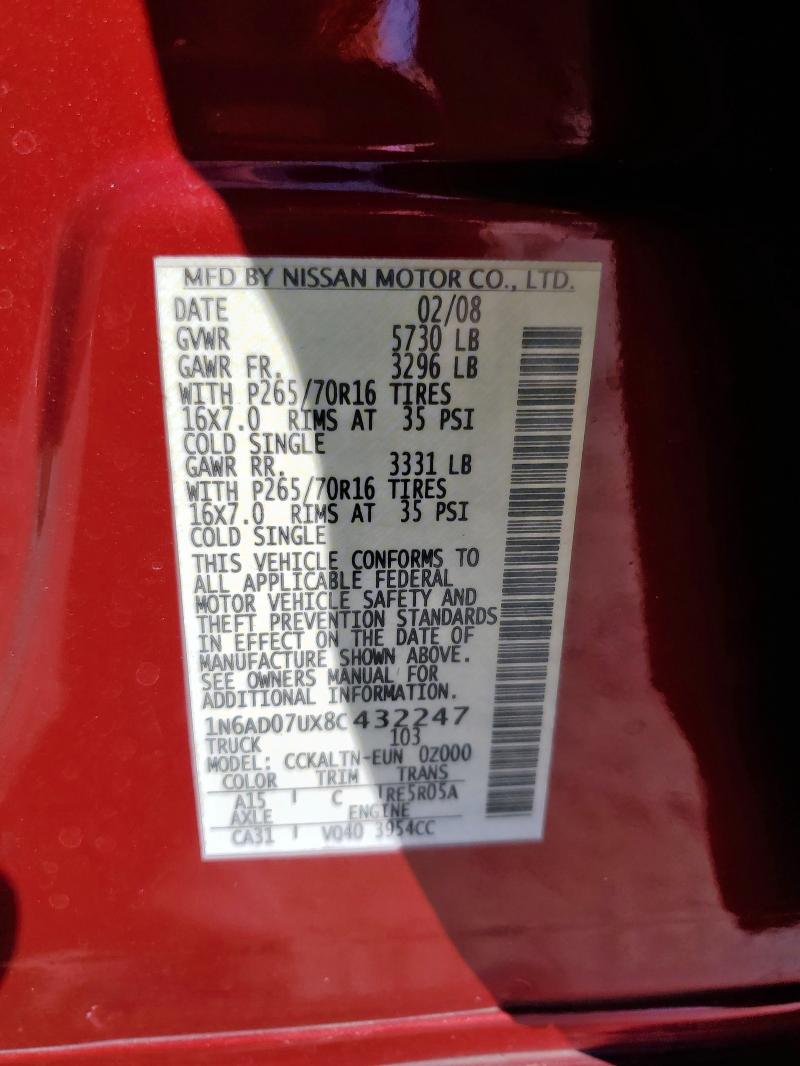 MFD BY NISSAN MOTOR CO., LTD.
DATE 02/08
GVWR 5730 LB
GAWR FR. 3296 LB
WITH P265/70R16 TIRES
16X7.0 RIMS AT 35 PSI
COLD SINGLE
GAWR RR. 3331 LB
WITH P265/70R16 TIRES
16X7.0 RIMS AT 35 PSI
COLD SINGLE
THIS VEHICLE CONFORMS TO
ALL APPLICABLE FEDERAL
MOTOR VEHICLE SAFETY AND
THEFT PREVENTION STANDARDS
IN EFFECT ON THE DATE OF
MANUFACTURE SHOWN ABOVE.
SEE OWNERS MANUAL FOR
ADDITIONAL INFORMATION.
1N6AD07UX8C432247
TRUCK 103
MODEL: CCKALTN-EUN 0Z000
COLOR TRIM TRANS
A15 C RE5R05A
AXLE ENGINE
CA31 VQ40 3954CC